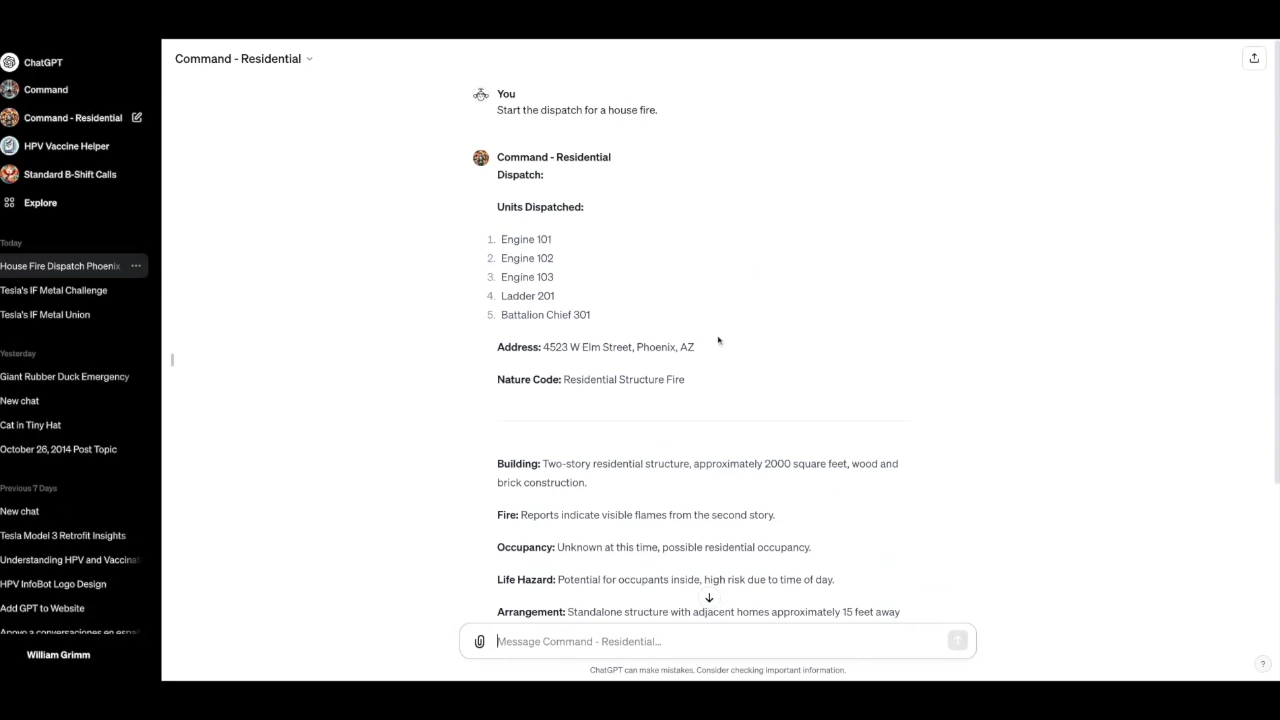 ChatGPT
Command
Command - Residential
HPV Vaccine Helper
Standard B-Shift Calls
Explore
Today
House Fire Dispatch Phoenix
Tesla's IF Metal Challenge
Tesla's IF Metal Union
Yesterday
Giant Rubber Duck Emergency
New chat
Cat in Tiny Hat
October 26, 2014 Post Topic
Previous 7 Days
New chat
Tesla Model 3 Retrofit Insights
Understanding HPV and Vaccina
HPV InfoBot Logo Design
Add GPT to Website
Apoyo a conversaciones en espa
William Grimm
Command - Residential
You
Start the dispatch for a house fire.
Command - Residential
Dispatch:
Units Dispatched:
1. Engine 101
2. Engine 102
3. Engine 103
4. Ladder 201
5. Battalion Chief 301
Address: 4523 W Elm Street, Phoenix, AZ
Nature Code: Residential Structure Fire
Building: Two-story residential structure, approximately 2000 square feet, wood and
brick construction.
Fire: Reports indicate visible flames from the second story.
Occupancy: Unknown at this time, possible residential occupancy.
Life Hazard: Potential for occupants inside, high risk due to time of day.
Arrangement: Standalone structure with adjacent homes approximately 15 feet away
Message Command - Residential...
ChatGPT can make mistakes. Consider checking important information.
?